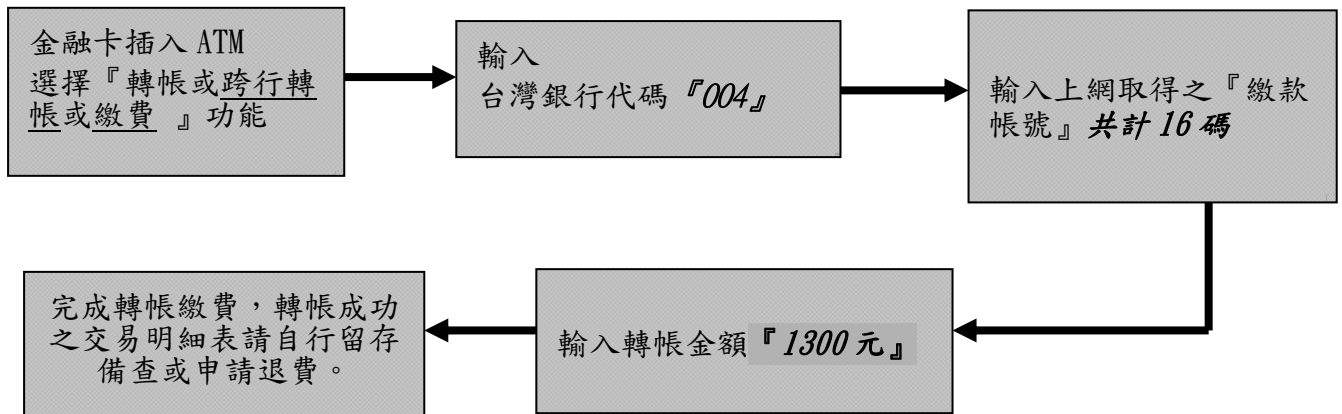 金融卡插入 ATM
選擇『轉帳或跨行轉
帳或繳費 』功能
輸入
台灣銀行代碼『004』
輸入上網取得之『繳款
帳號』共計 16 碼
輸入轉帳金額『1300 元』
完成轉帳繳費，轉帳成功
之交易明細表請自行留存
備查或申請退費。